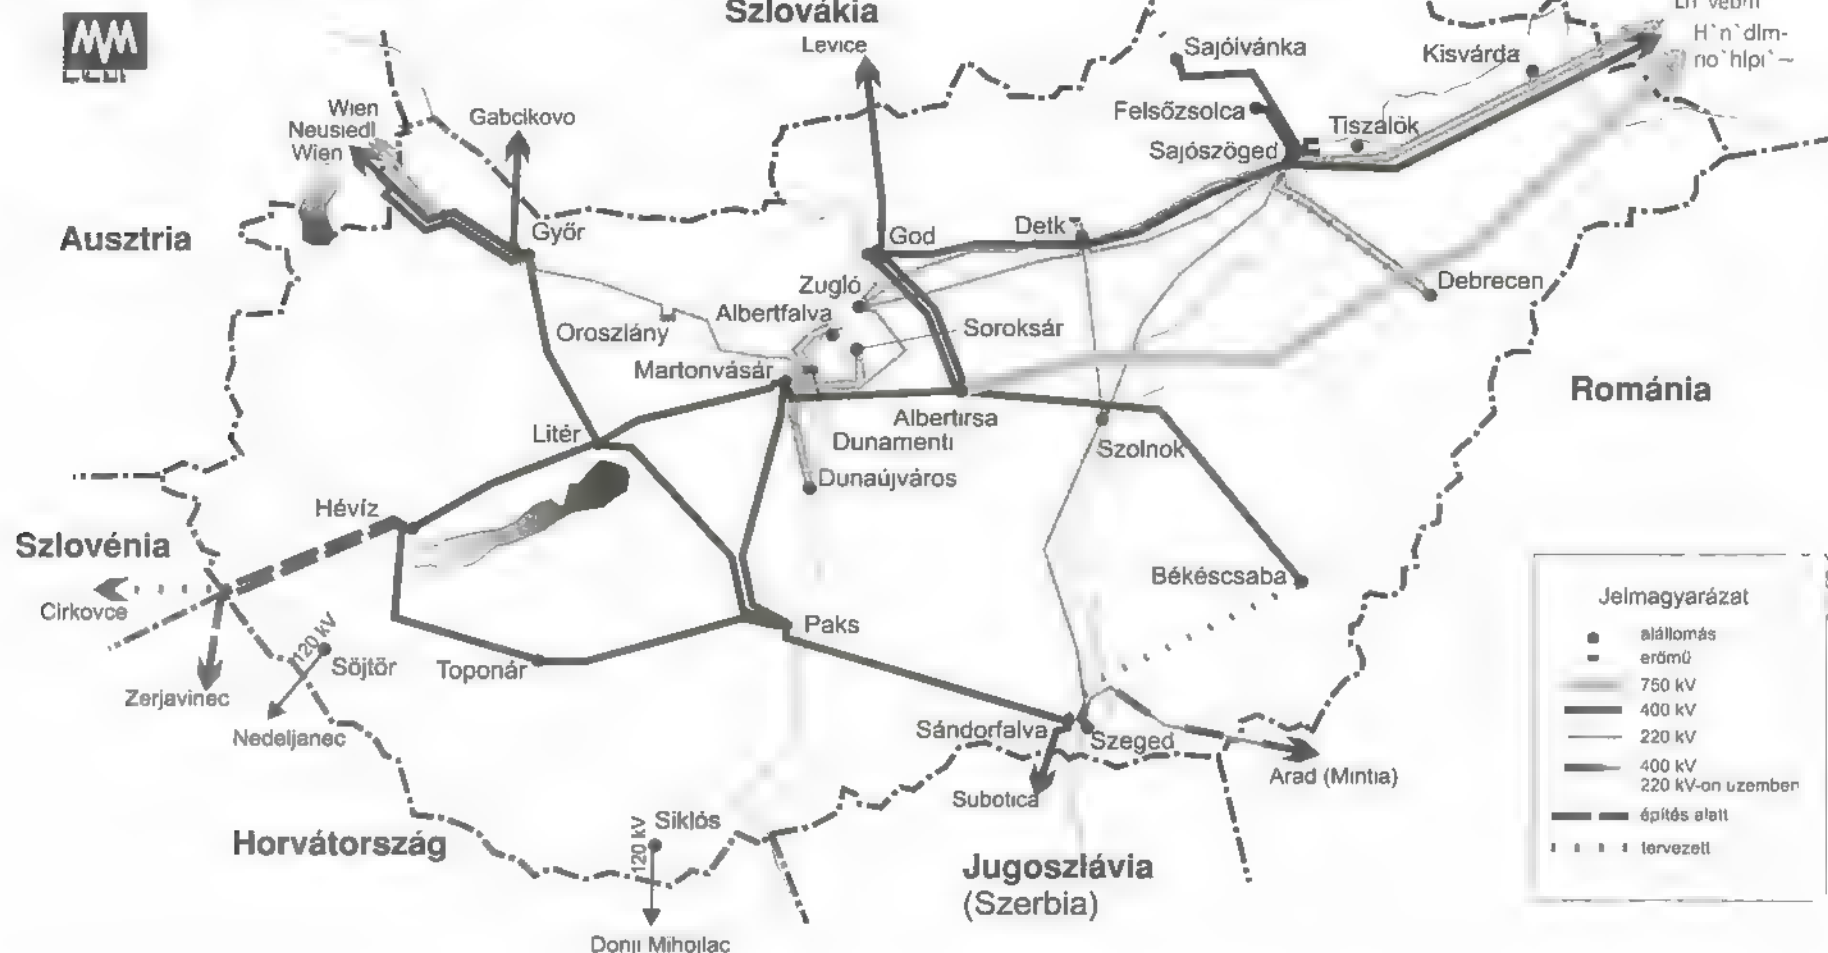 MVM
Szlovákia
Levice
Sajóivánka
Kisvárda
Felsőzsolca
Tiszalök
Sajószöged
Wien
Neusiedl
Wien
Gabcikovo
Ausztria
Győr
God
Detk
Zugló
Debrecen
Albertfalva
Soroksár
Oroszlány
Martonvásár
Románia
Albertirsa
Litér
Dunamenti
Szolnok
Dunaújváros
Hévíz
Szlovénia
Békéscsaba
Cirkovce
120 kV
Söjtör
Paks
Toponár
Zerjavinec
Nedeljanec
Sándorfalva
Szeged
Arad (Mintia)
Subotica
Siklós
120 kV
Horvátország
Jugoszlávia
(Szerbia)
Donji Miholjac
Jelmagyarázat
alállomás
erőmű
750 kV
400 kV
220 kV
400 kV
220 kV-on üzemben
építés alatt
tervezett